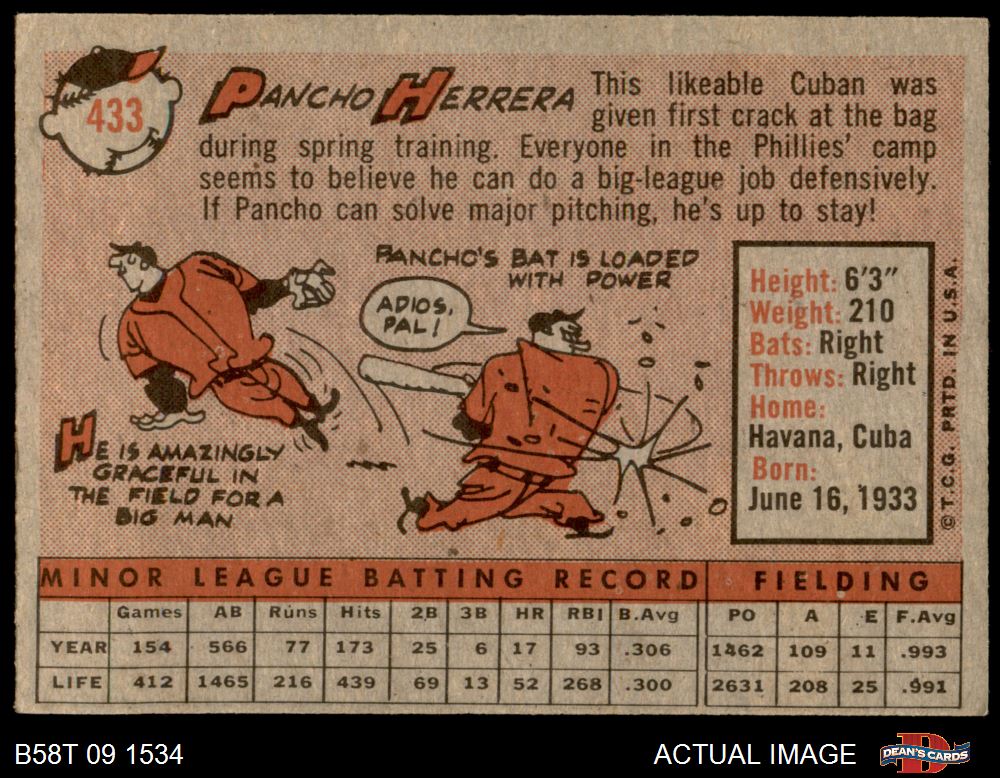 433
PANCHO HERRERA
This likeable Cuban was
given first crack at the bag
during spring training. Everyone in the Phillies' camp
seems to believe he can do a big-league job defensively.
If Pancho can solve major pitching, he's up to stay!
PANCHO'S BAT IS LOADED
WITH POWER
ADIOS,
PAL!
HE IS AMAZINGLY
GRACEFUL IN
THE FIELD FOR A
BIG MAN
Height: 6'3"
Weight: 210
Bats: Right
Throws: Right
Home:
Havana, Cuba
Born:
June 16, 1933
© T.C.G. PRTD. IN U.S.A.
MINOR LEAGUE BATTING RECORD FIELDING
Games AB Runs Hits 2B 3B HR RBI B.Avg PO A E F.Avg
YEAR 154 566 77 173 25 6 17 93 .306 1462 109 11 .993
LIFE 412 1465 216 439 69 13 52 268 .300 2631 208 25 .991
B58T 09 1534 ACTUAL IMAGE DEAN'S CARDS